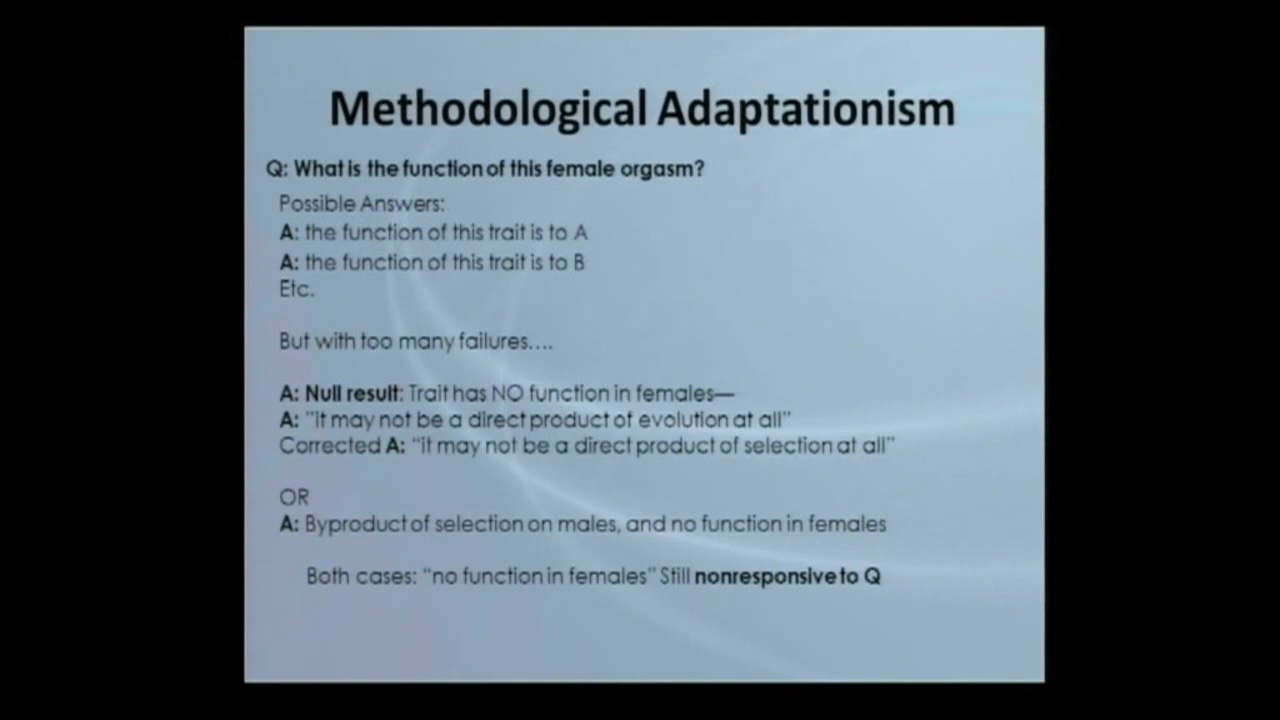 Methodological Adaptationism
Q: What is the function of this female orgasm?
Possible Answers:
A: the function of this trait is to A
A: the function of this trait is to B
Etc.
But with too many failures....
A: Null result: Trait has NO function in females—
A: "it may not be a direct product of evolution at all"
Corrected A: "it may not be a direct product of selection at all"
OR
A: Byproduct of selection on males, and no function in females
Both cases: "no function in females" Still nonresponsive to Q